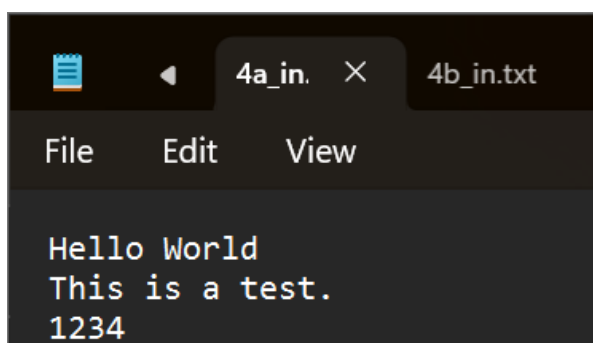 4a_in. 4b_in.txt
File Edit View
Hello World
This is a test.
1234